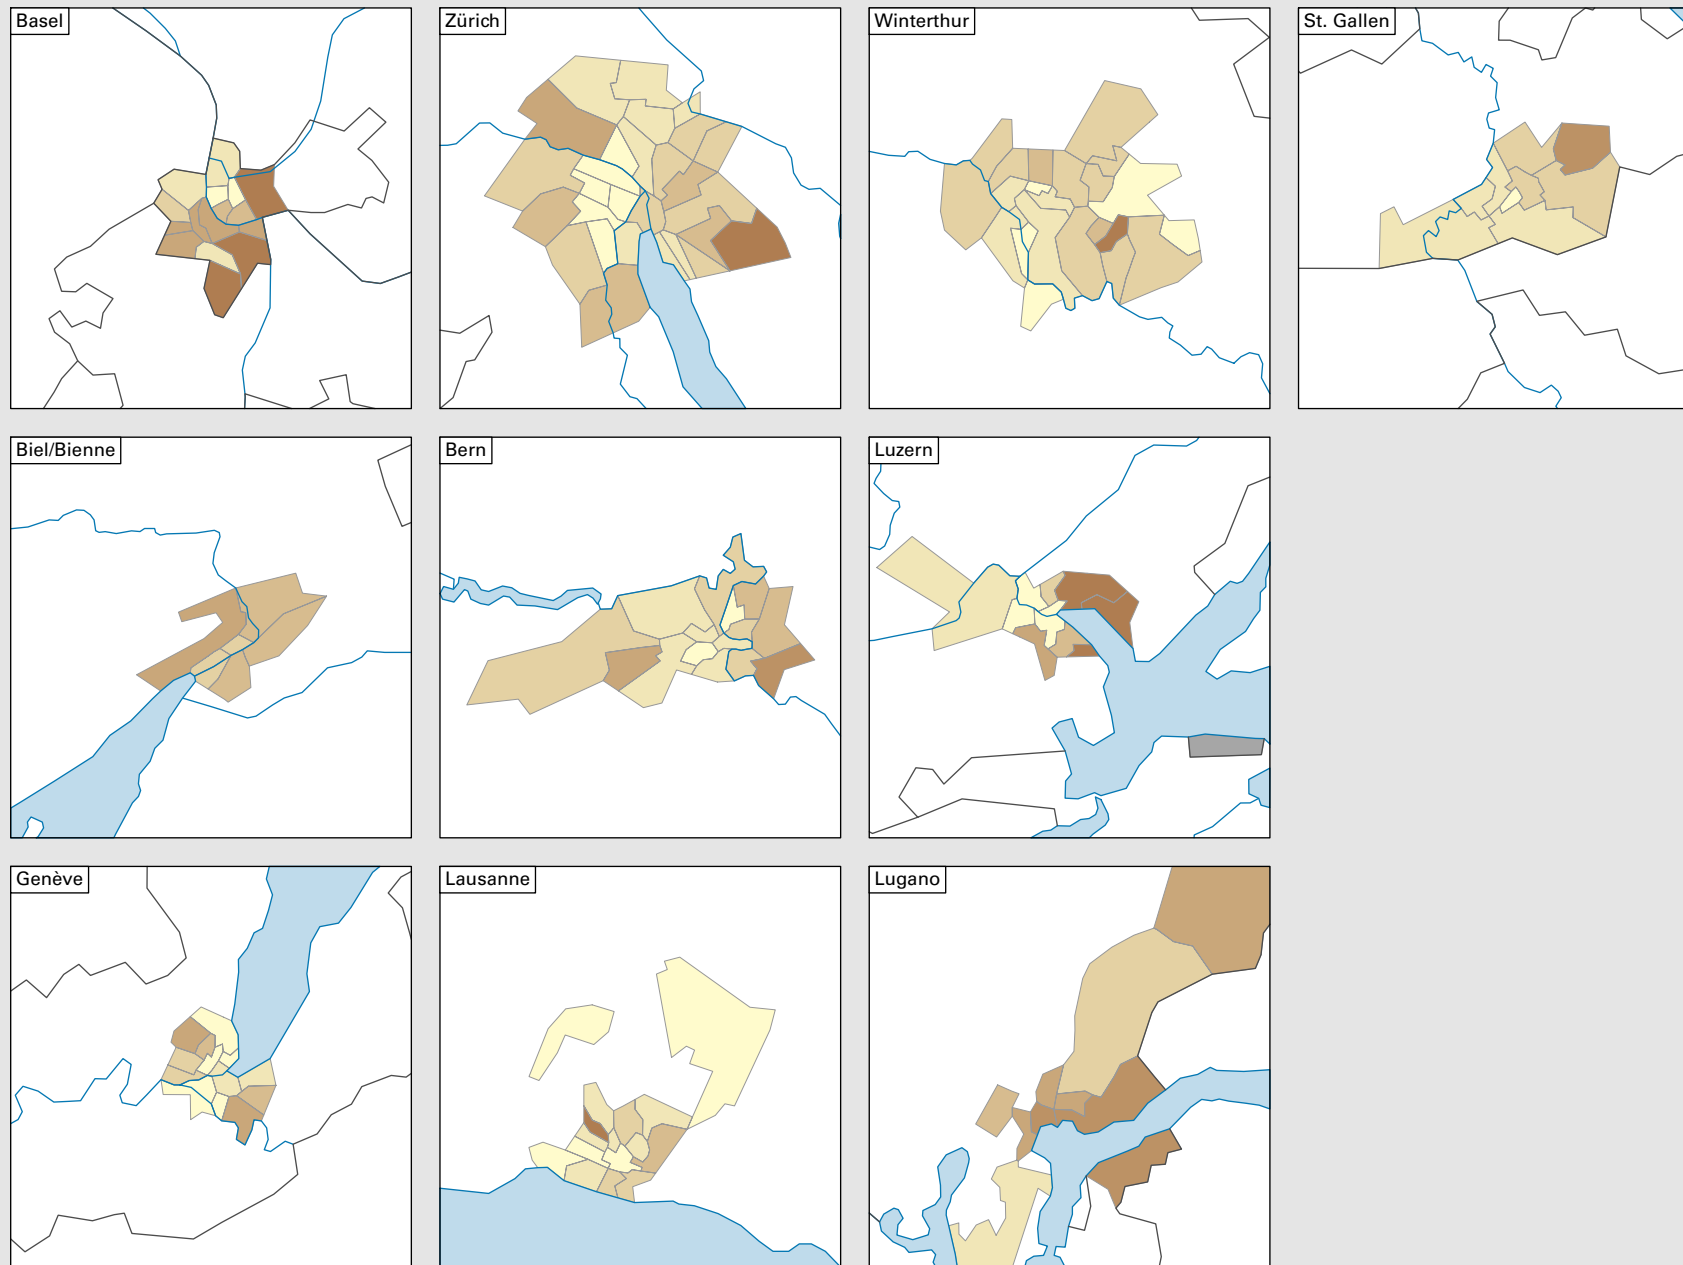 Basel
Zürich
Winterthur
St. Gallen
Biel/Bienne
Bern
Luzern
Genève
Lausanne
Lugano